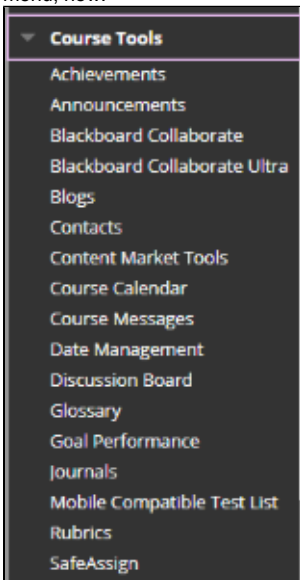 Course Tools
Achievements
Announcements
Blackboard Collaborate
Blackboard Collaborate Ultra
Blogs
Contacts
Content Market Tools
Course Calendar
Course Messages
Date Management
Discussion Board
Glossary
Goal Performance
Journals
Mobile Compatible Test List
Rubrics
SafeAssign